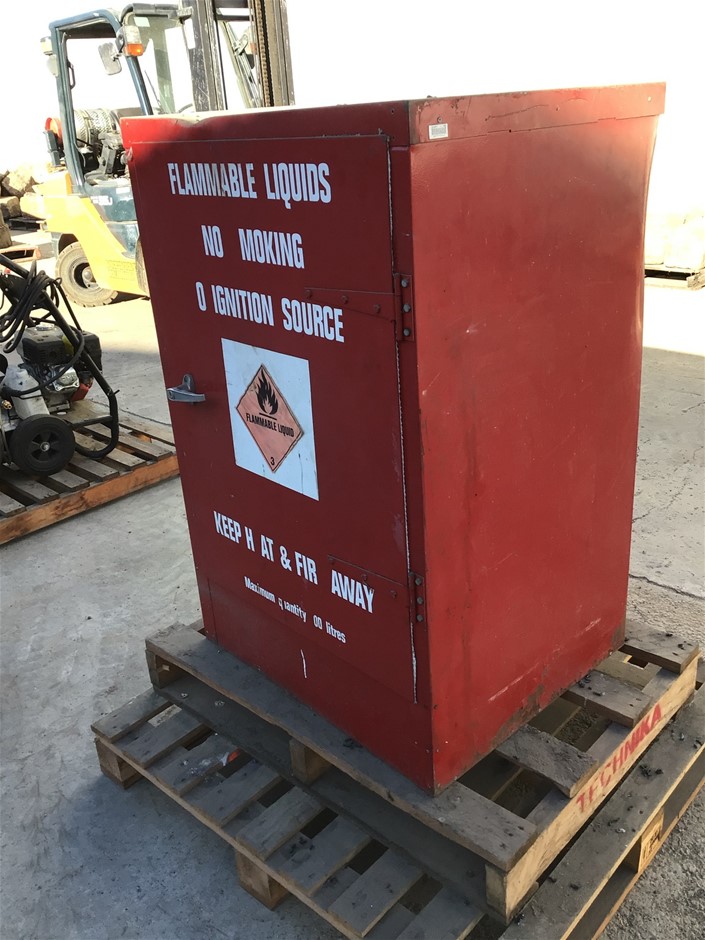 FLAMMABLE LIQUIDS
NO MOKING
O IGNITION SOURCE
FLAMMABLE LIQUID
3
KEEP H AT & FIR AWAY
Maximum q antity 00 litres
TECHNIKA